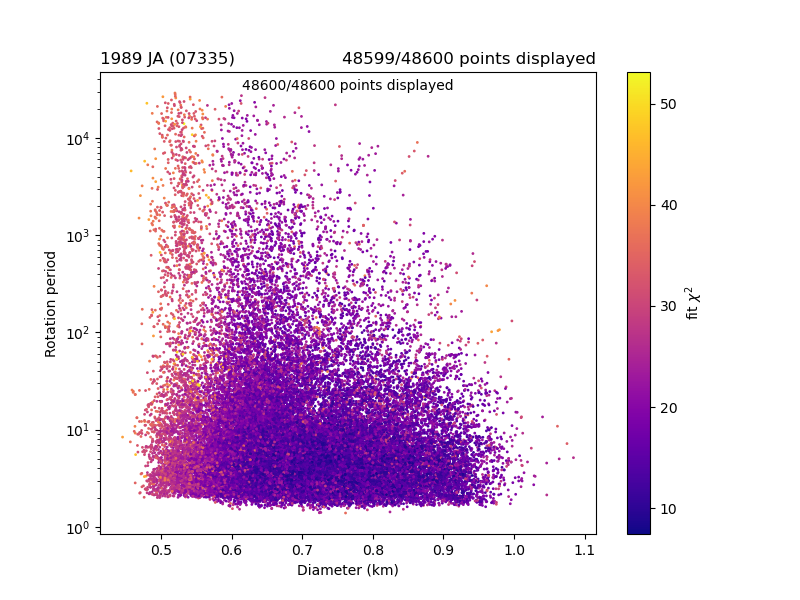 1989 JA (07335)
48599/48600 points displayed
48600/48600 points displayed
Rotation period
10⁴
10³
10²
10¹
10⁰
0.5 0.6 0.7 0.8 0.9 1.0 1.1
Diameter (km)
50
40
30
20
10
fit χ²